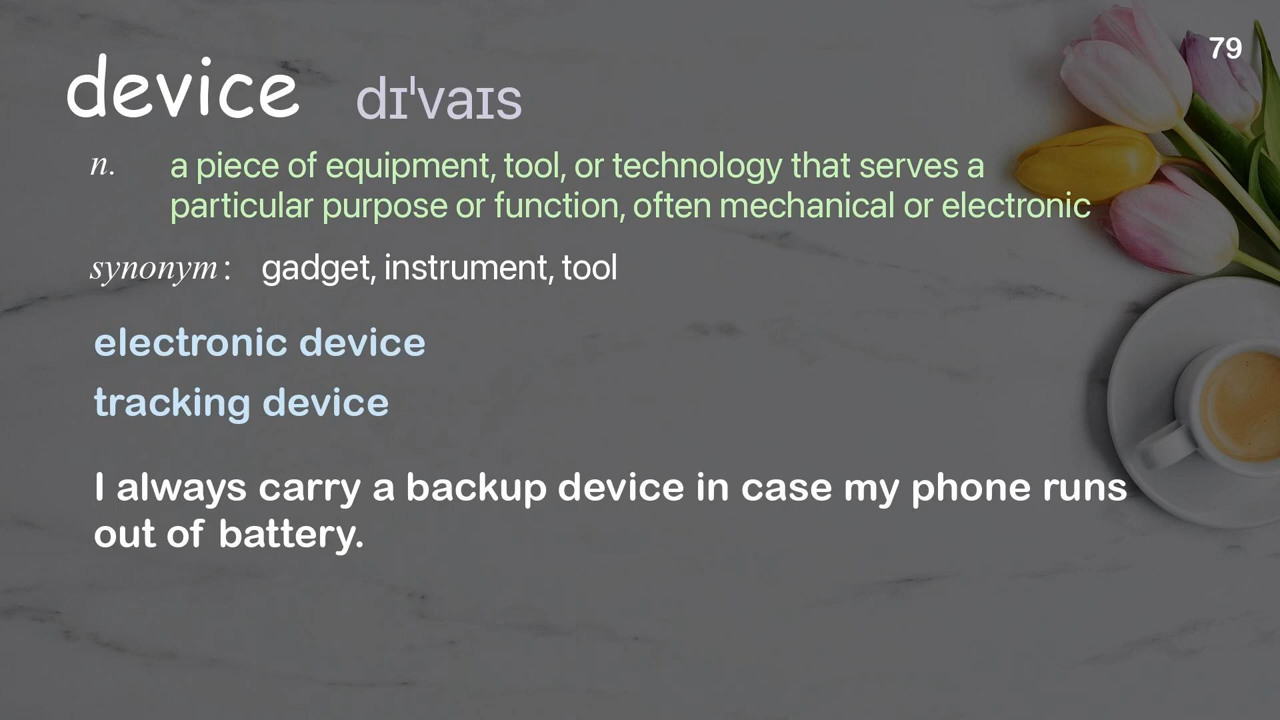 79
device dɪˈvaɪs
n. a piece of equipment, tool, or technology that serves a
particular purpose or function, often mechanical or electronic
synonym: gadget, instrument, tool
electronic device
tracking device
I always carry a backup device in case my phone runs
out of battery.